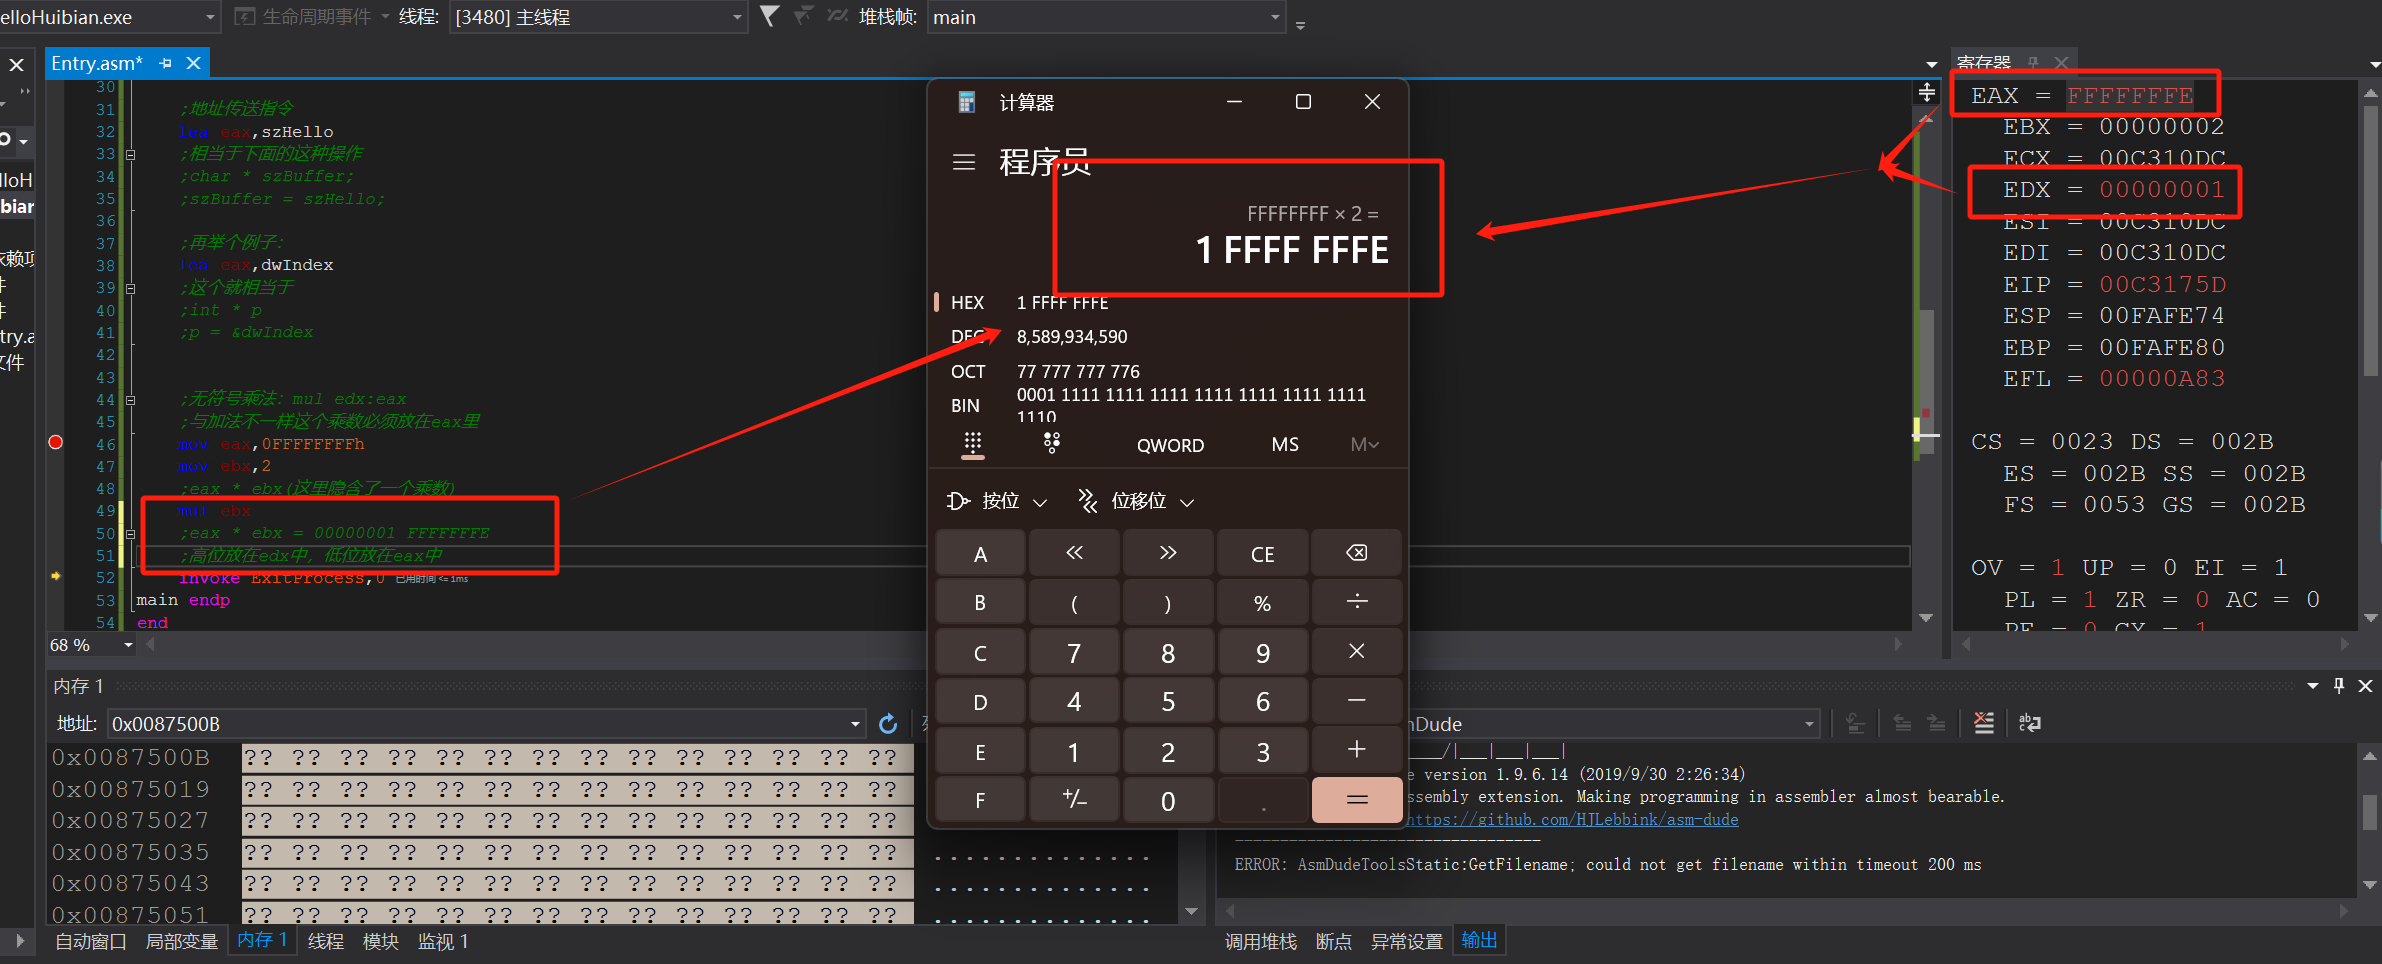 elloHuibian.exe
生命周期事件
线程:
[3480] 主线程
堆栈帧:
main
Entry.asm*
寄存器
30
31 ;地址传送指令
32 lea eax,szHello
33 ;相当于下面的这种操作
34 ;char * szBuffer;
35 ;szBuffer = szHello;
36
37 ;再举个例子:
38 lea eax,dwIndex
39 ;这个就相当于
40 ;int * p
41 ;p = &dwIndex
42
43
44 ;无符号乘法: mul edx:eax
45 ;与加法不一样这个乘数必须放在eax里
46 mov eax,0FFFFFFFFh
47 mov ebx,2
48 ;eax * ebx(这里隐含了一个乘数)
49 mul ebx
50 ;eax * ebx = 00000001 FFFFFFFE
51 ;高位放在edx中, 低位放在eax中
52 invoke ExitProcess,0 已用时间 <= 1ms
53 main endp
54 end
68 %
lloH
bian
依赖项
件
件
try.a
文件
计算器
程序员
FFFFFFFF × 2 =
1 FFFF FFFE
HEX 1 FFFF FFFE
DEC 8,589,934,590
OCT 77 777 777 776
BIN 0001 1111 1111 1111 1111 1111 1111 1111
1110
QWORD MS M
按位 位移位
A << >> CE
B ( ) % ÷
C 7 8 9 ×
D 4 5 6 −
E 1 2 3 +
F +/− 0 . =
EAX = FFFFFFFE
EBX = 00000002
ECX = 00C310DC
EDX = 00000001
ESI = 00C310DC
EDI = 00C310DC
EIP = 00C3175D
ESP = 00FAFE74
EBP = 00FAFE80
EFL = 00000A83
CS = 0023 DS = 002B
ES = 002B SS = 002B
FS = 0053 GS = 002B
OV = 1 UP = 0 EI = 1
PL = 1 ZR = 0 AC = 0
PE = 0 CY = 1
内存 1
地址:
0x0087500B
0x0087500B ?? ?? ?? ?? ?? ?? ?? ?? ?? ?? ?? ?? ?? ??
0x00875019 ?? ?? ?? ?? ?? ?? ?? ?? ?? ?? ?? ?? ?? ??
0x00875027 ?? ?? ?? ?? ?? ?? ?? ?? ?? ?? ?? ?? ?? ??
0x00875035 ?? ?? ?? ?? ?? ?? ?? ?? ?? ?? ?? ?? ?? ?? . . . . . . . . . . . . . .
0x00875043 ?? ?? ?? ?? ?? ?? ?? ?? ?? ?? ?? ?? ?? ?? . . . . . . . . . . . . . .
0x00875051 ?? ?? ?? ?? ?? ?? ?? ?? ?? ?? ?? ?? ?? ?? . . . . . . . . . . . . . .
mDude
___/|___|___|___|
e version 1.9.6.14 (2019/9/30 2:26:34)
ssembly extension. Making programming in assembler almost bearable.
https://github.com/HJLebbink/asm-dude
----------------------------------
ERROR: AsmDudeToolsStatic:GetFilename; could not get filename within timeout 200 ms
自动窗口 局部变量 内存 1 线程 模块 监视 1
调用堆栈 断点 异常设置 输出